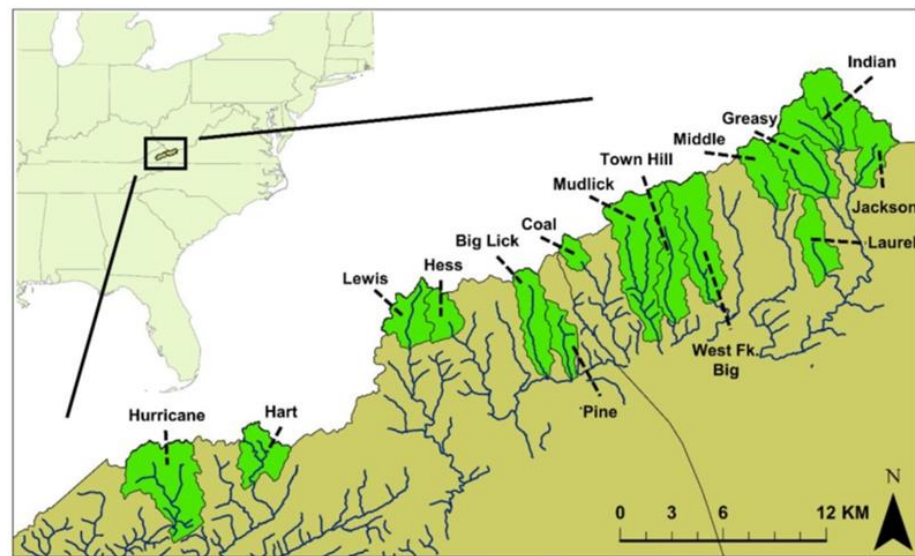 Indian
Greasy
Middle
Town Hill
Mudlick
Jackson
Coal
Big Lick
Laurel
Hess
Lewis
West Fk.
Big
Pine
Hurricane
Hart
N
0 3 6 12 KM